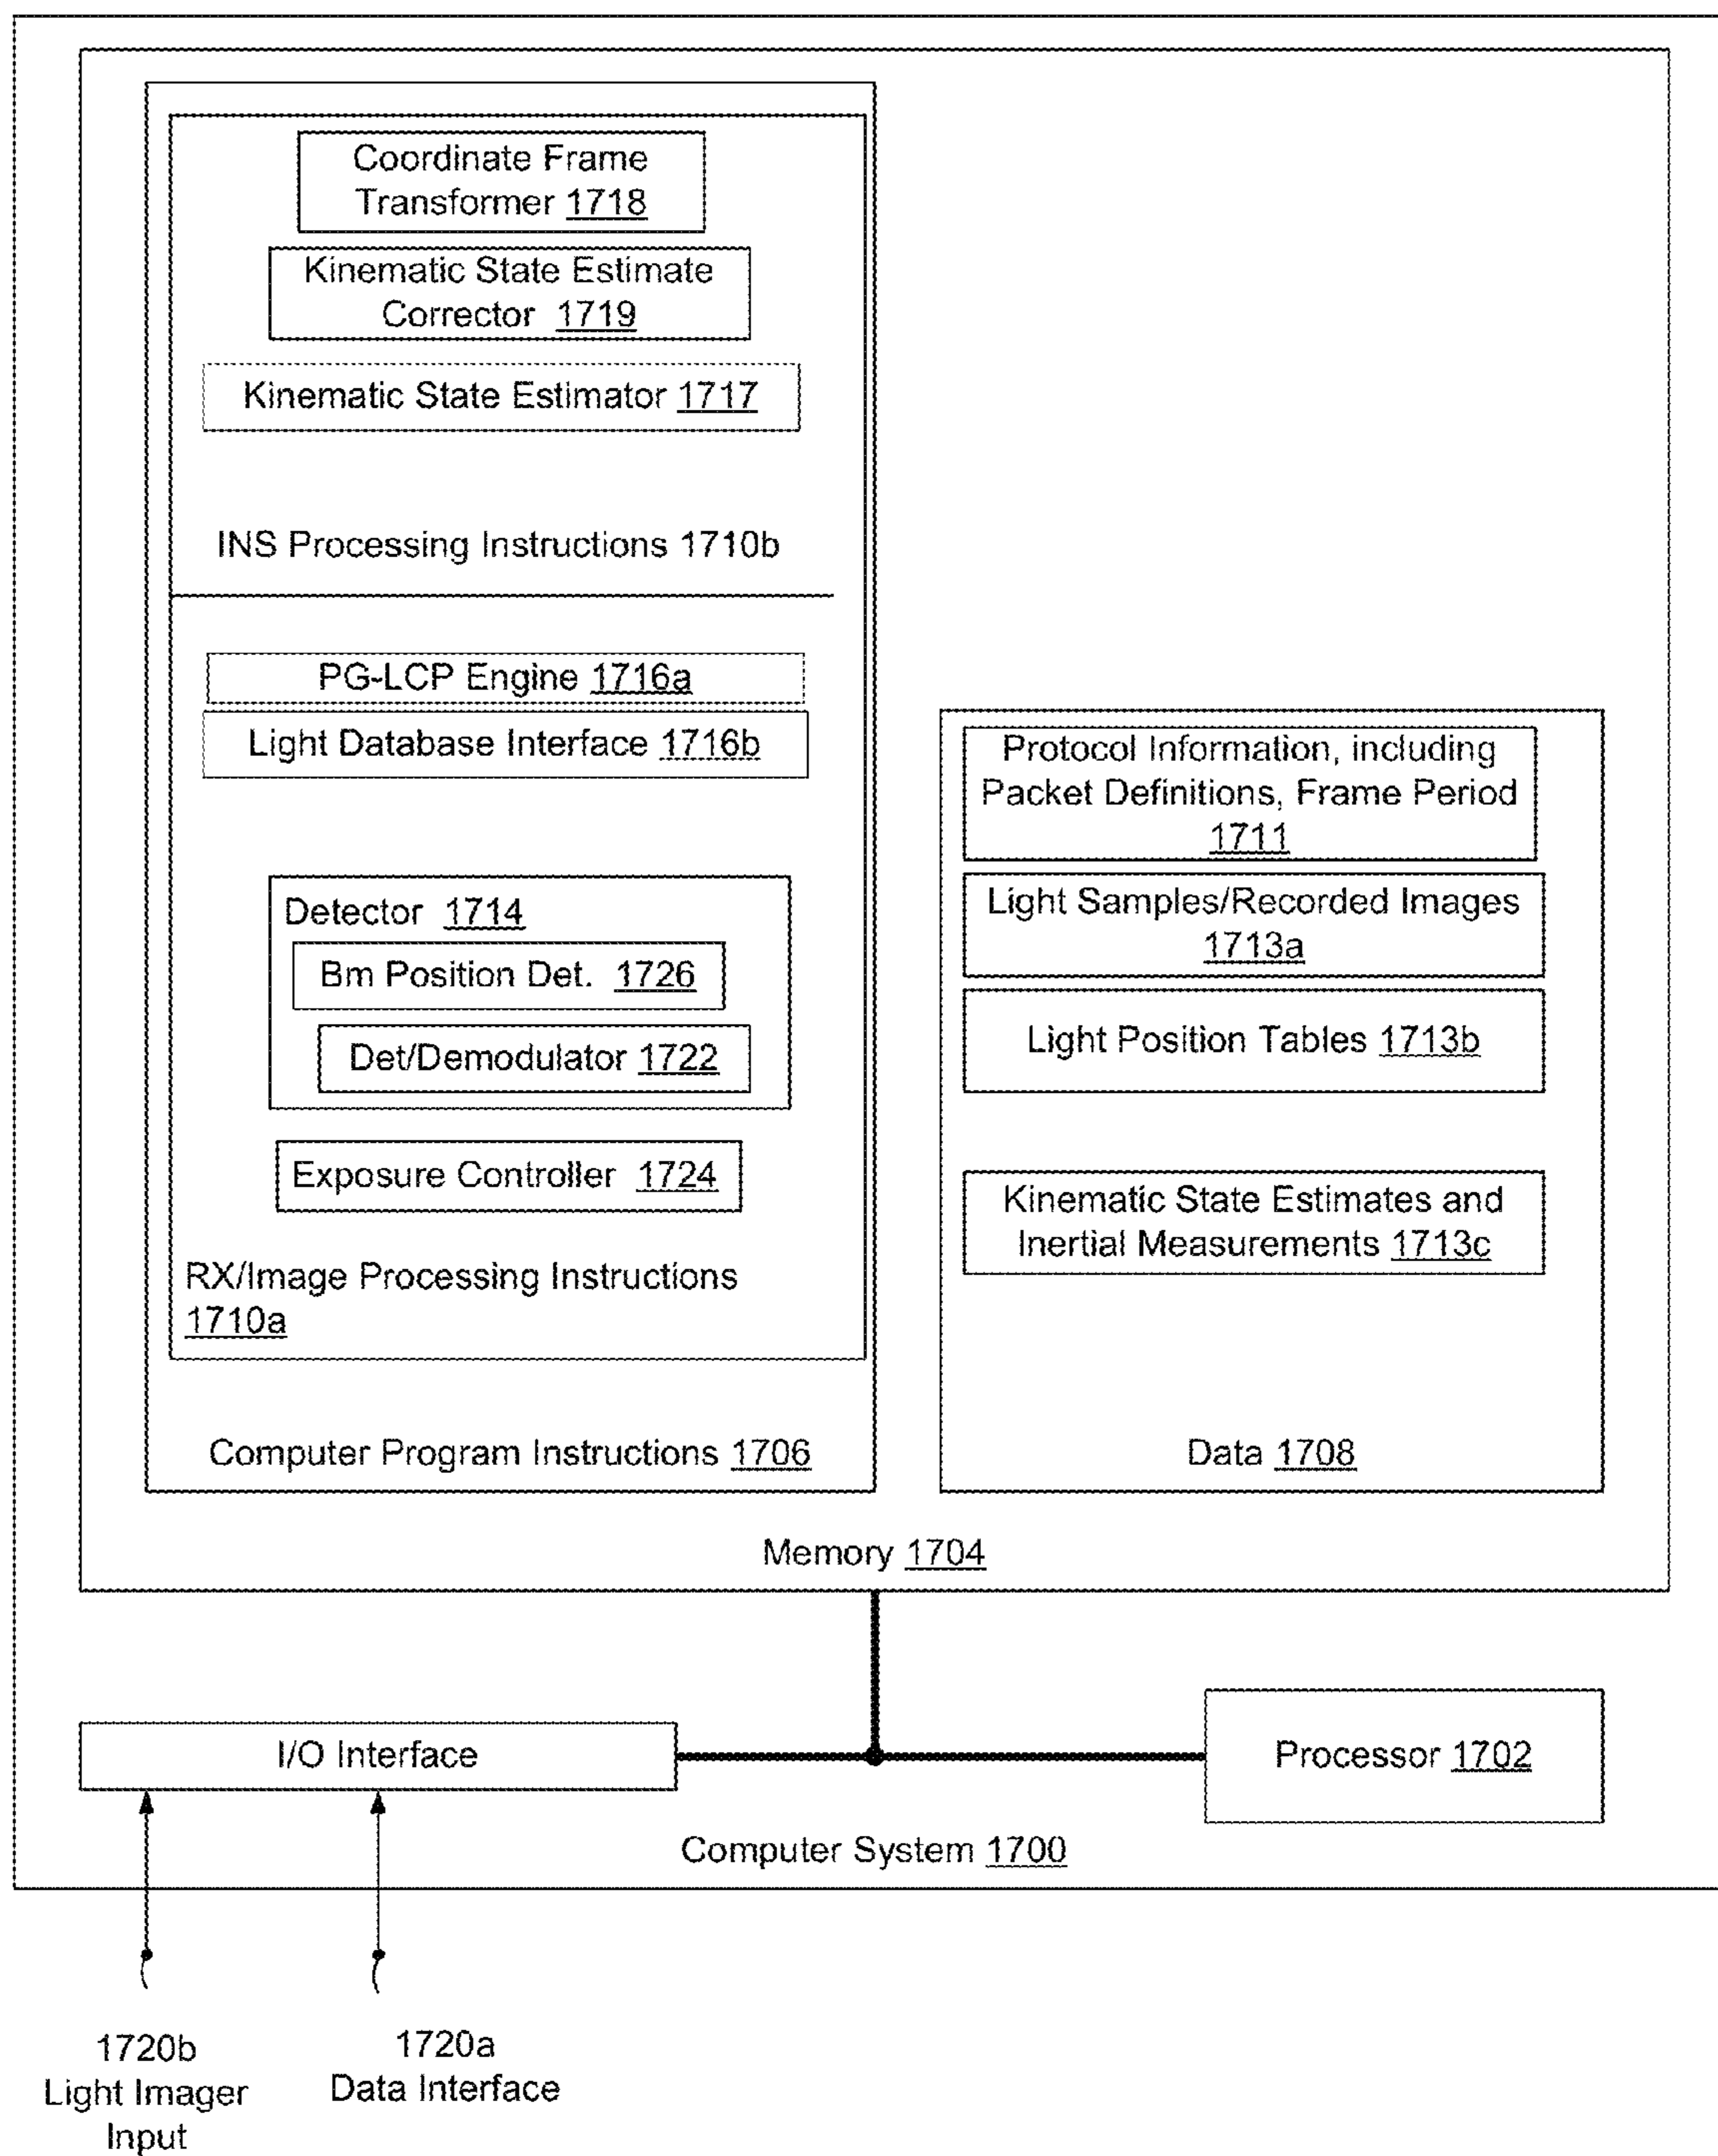 Coordinate Frame
Transformer 1718
Kinematic State Estimate
Corrector 1719
Kinematic State Estimator 1717
INS Processing Instructions 1710b
PG-LCP Engine 1716a
Light Database Interface 1716b
Detector 1714
Bm Position Det. 1726
Det/Demodulator 1722
Exposure Controller 1724
RX/Image Processing Instructions
1710a
Computer Program Instructions 1706
Protocol Information, including
Packet Definitions, Frame Period
1711
Light Samples/Recorded Images
1713a
Light Position Tables 1713b
Kinematic State Estimates and
Inertial Measurements 1713c
Data 1708
Memory 1704
I/O Interface
Processor 1702
Computer System 1700
1720b
Light Imager
Input
1720a
Data Interface